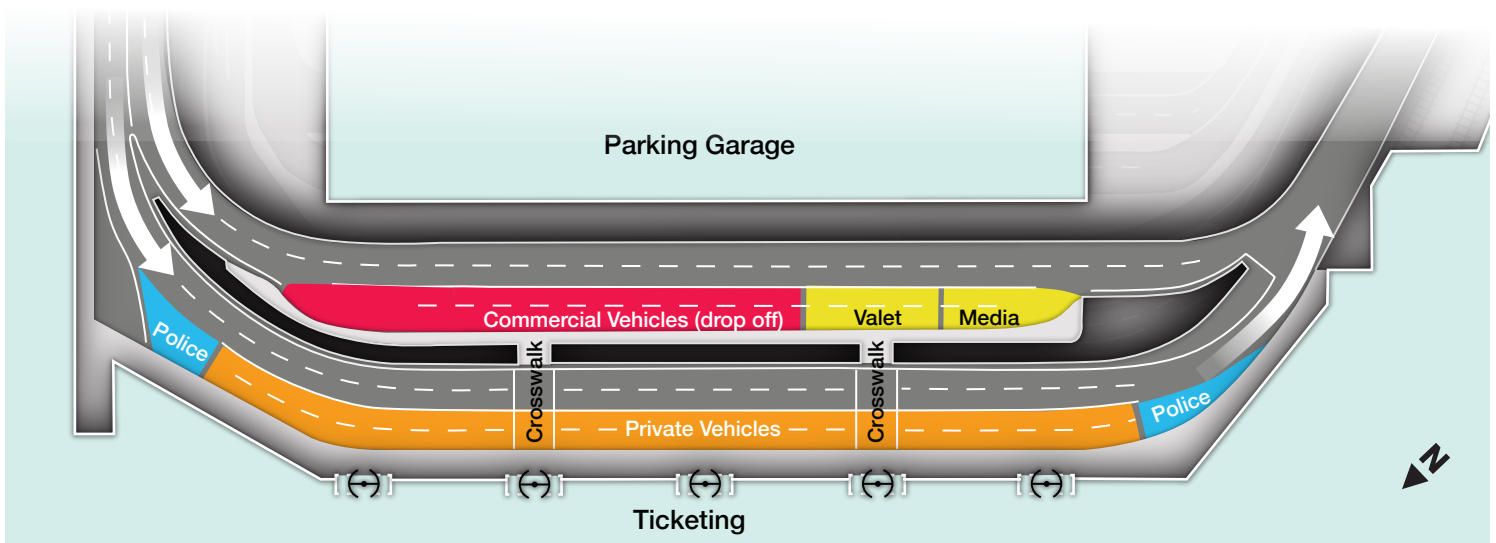 Parking Garage
Commercial Vehicles (drop off)
Valet
Media
Police
Crosswalk
Crosswalk
Private Vehicles
Police
Ticketing
N